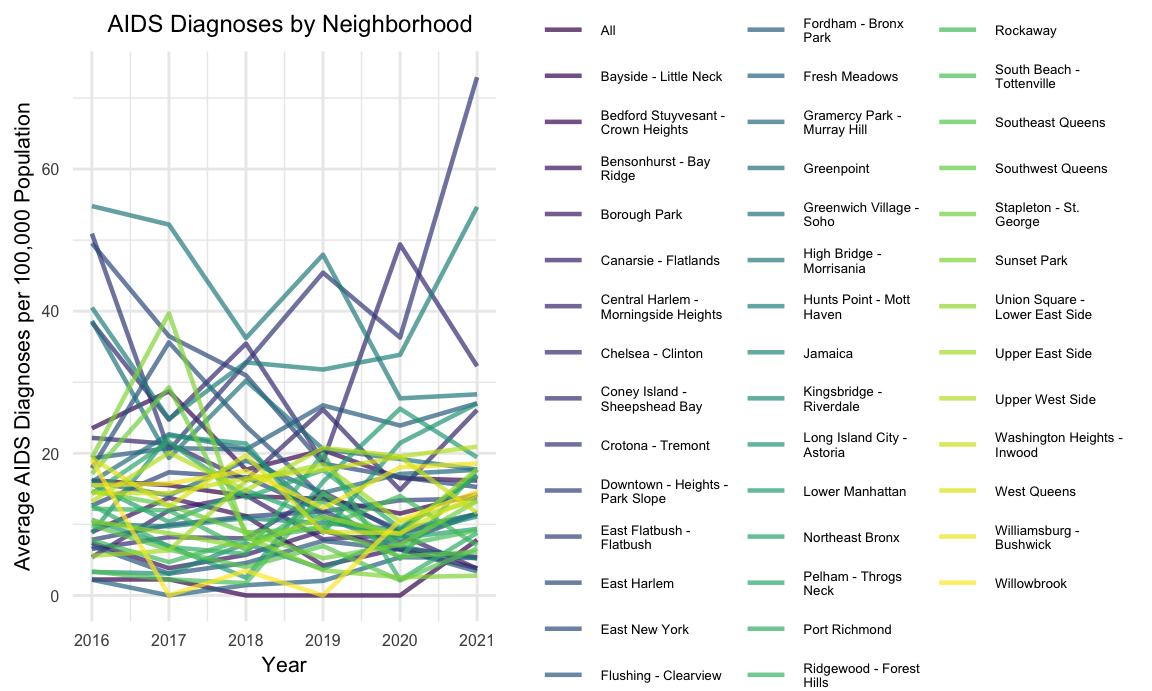 AIDS Diagnoses by Neighborhood
Average AIDS Diagnoses per 100,000 Population
60
40
20
0
2016
2017
2018
2019
2020
2021
Year
All
Bayside - Little Neck
Bedford Stuyvesant -
Crown Heights
Bensonhurst - Bay
Ridge
Borough Park
Canarsie - Flatlands
Central Harlem -
Morningside Heights
Chelsea - Clinton
Coney Island -
Sheepshead Bay
Crotona - Tremont
Downtown - Heights -
Park Slope
East Flatbush -
Flatbush
East Harlem
East New York
Flushing - Clearview
Fordham - Bronx
Park
Fresh Meadows
Gramercy Park -
Murray Hill
Greenpoint
Greenwich Village -
Soho
High Bridge -
Morrisania
Hunts Point - Mott
Haven
Jamaica
Kingsbridge -
Riverdale
Long Island City -
Astoria
Lower Manhattan
Northeast Bronx
Pelham - Throgs
Neck
Port Richmond
Ridgewood - Forest
Hills
Rockaway
South Beach -
Tottenville
Southeast Queens
Southwest Queens
Stapleton - St.
George
Sunset Park
Union Square -
Lower East Side
Upper East Side
Upper West Side
Washington Heights -
Inwood
West Queens
Williamsburg -
Bushwick
Willowbrook